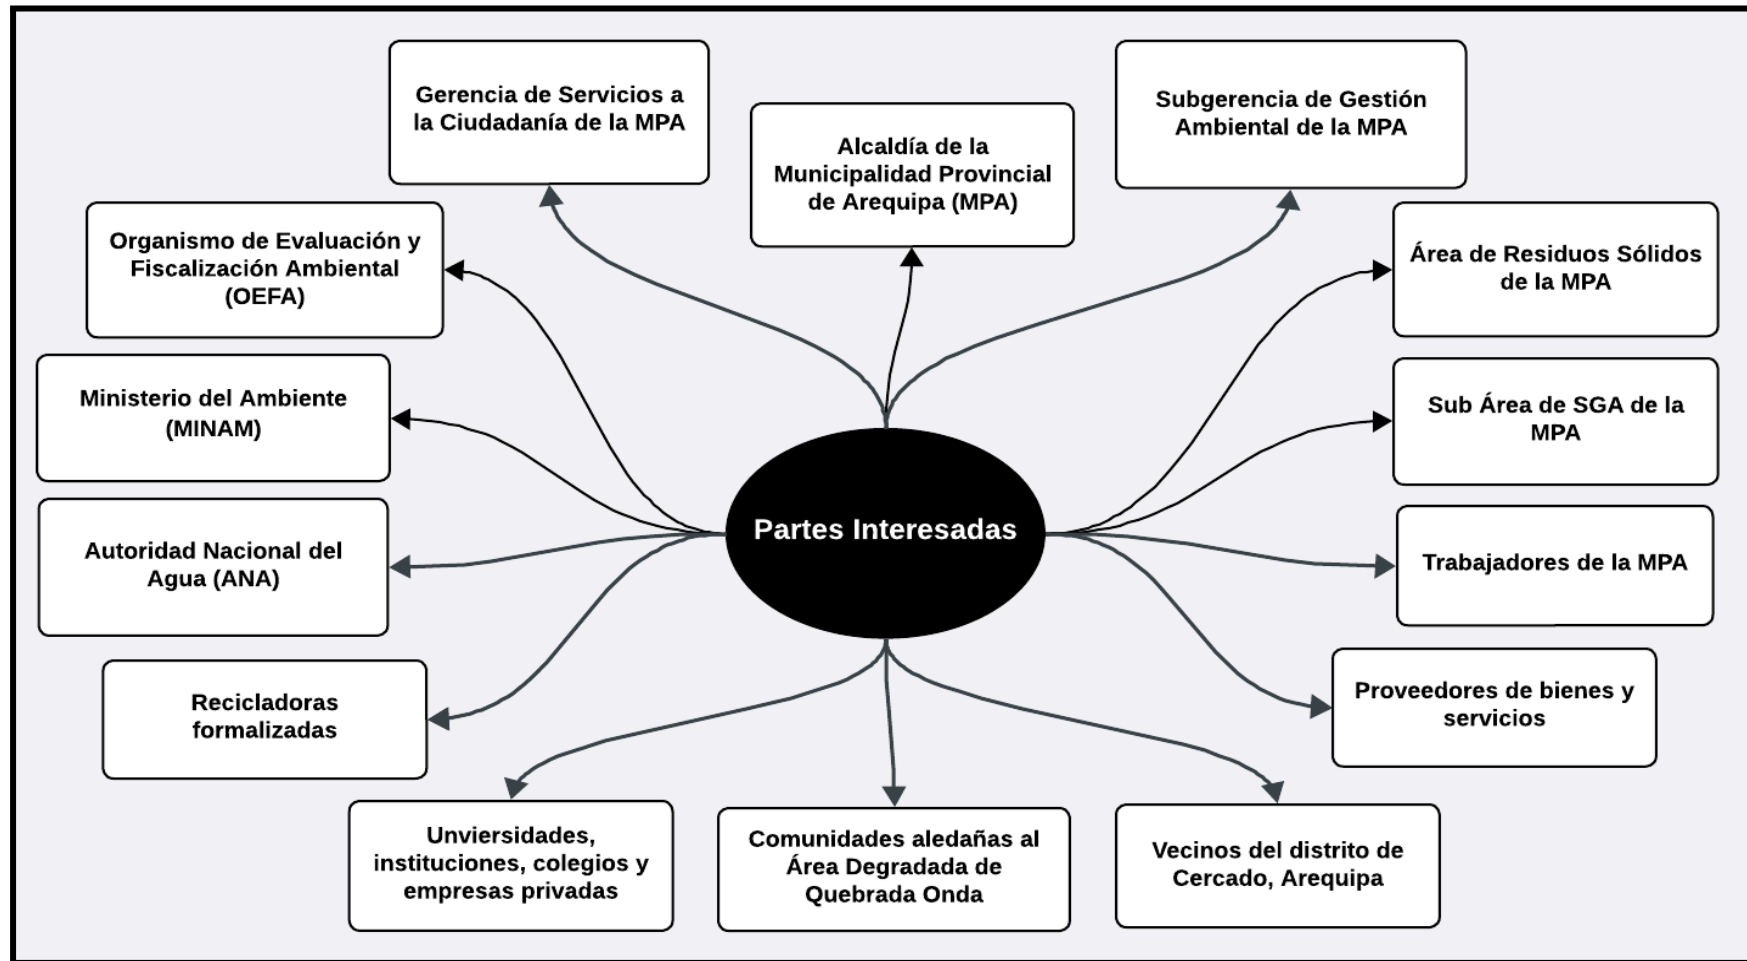 Gerencia de Servicios a
la Ciudadanía de la MPA
Alcaldía de la
Municipalidad Provincial
de Arequipa (MPA)
Subgerencia de Gestión
Ambiental de la MPA
Organismo de Evaluación y
Fiscalización Ambiental
(OEFA)
Área de Residuos Sólidos
de la MPA
Ministerio del Ambiente
(MINAM)
Sub Área de SGA de la
MPA
Partes Interesadas
Autoridad Nacional del
Agua (ANA)
Trabajadores de la MPA
Recicladoras
formalizadas
Proveedores de bienes y
servicios
Unviersidades,
instituciones, colegios y
empresas privadas
Comunidades aledañas al
Área Degradada de
Quebrada Onda
Vecinos del distrito de
Cercado, Arequipa